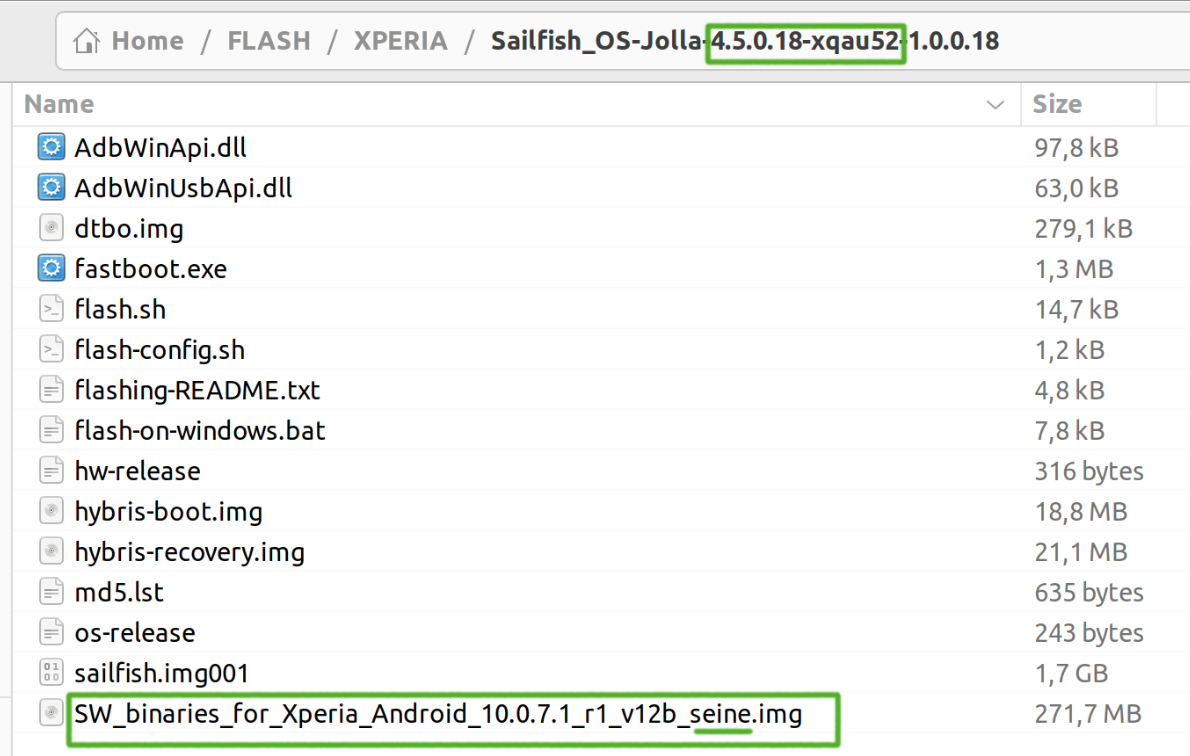 Home / FLASH / XPERIA / Sailfish_OS-Jolla-4.5.0.18-xqau52-1.0.0.18
Name Size
AdbWinApi.dll 97,8 kB
AdbWinUsbApi.dll 63,0 kB
dtbo.img 279,1 kB
fastboot.exe 1,3 MB
flash.sh 14,7 kB
flash-config.sh 1,2 kB
flashing-README.txt 4,8 kB
flash-on-windows.bat 7,8 kB
hw-release 316 bytes
hybris-boot.img 18,8 MB
hybris-recovery.img 21,1 MB
md5.lst 635 bytes
os-release 243 bytes
sailfish.img001 1,7 GB
SW_binaries_for_Xperia_Android_10.0.7.1_r1_v12b_seine.img 271,7 MB